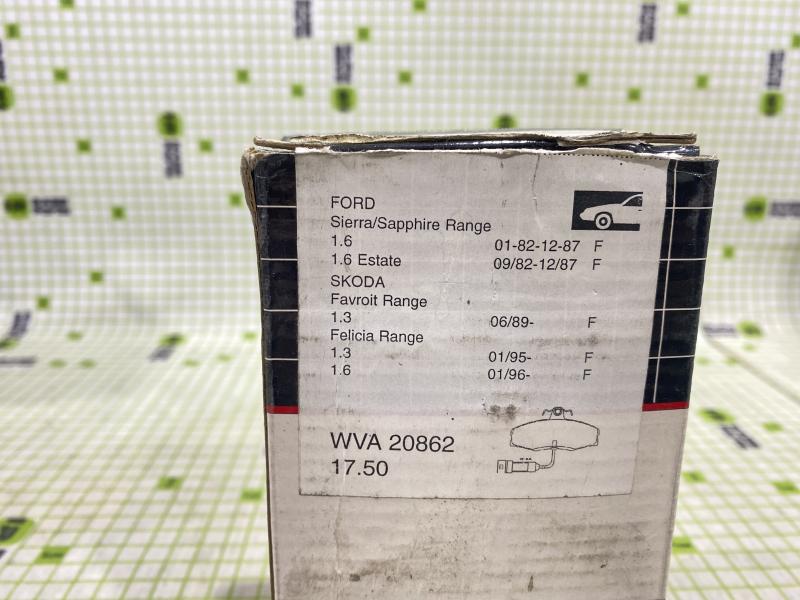 FORD
Sierra/Sapphire Range
1.6 01-82-12-87 F
1.6 Estate 09/82-12/87 F
SKODA
Favroit Range
1.3 06/89- F
Felicia Range
1.3 01/95- F
1.6 01/96- F
WVA 20862
17.50